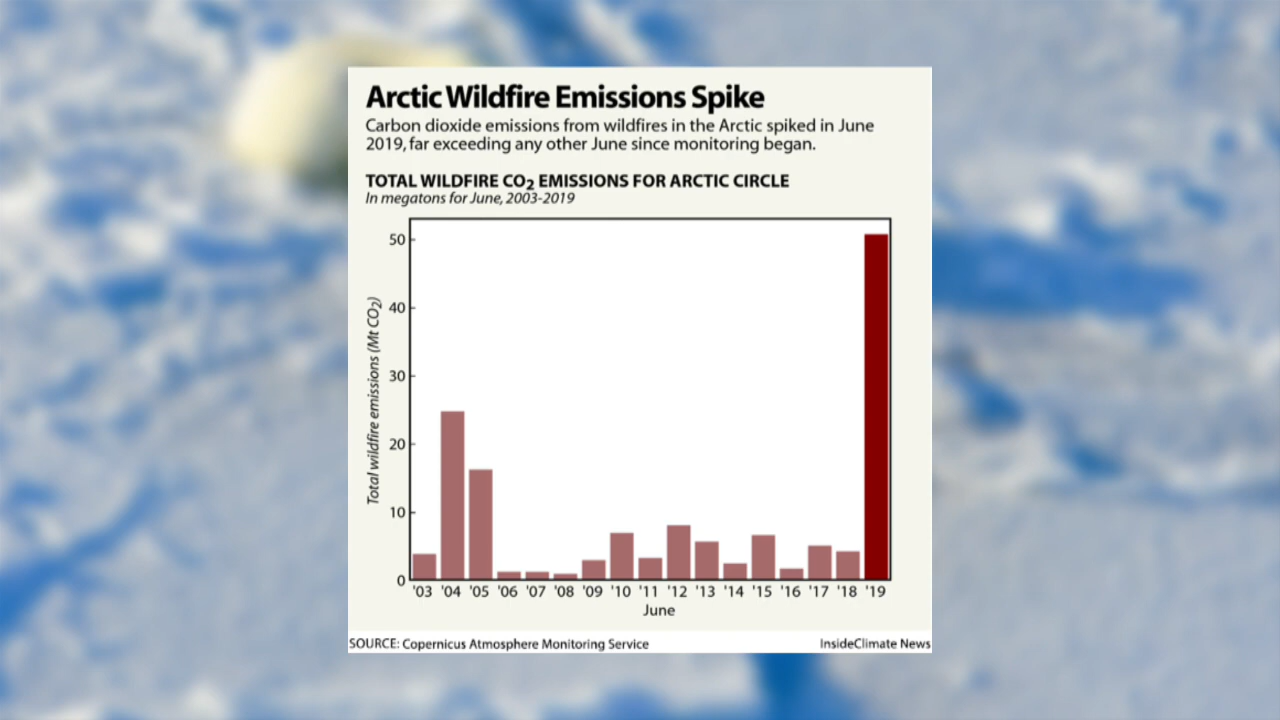 Arctic Wildfire Emissions Spike
Carbon dioxide emissions from wildfires in the Arctic spiked in June
2019, far exceeding any other June since monitoring began.
TOTAL WILDFIRE CO2 EMISSIONS FOR ARCTIC CIRCLE
In megatons for June, 2003-2019
Total wildfire emissions (Mt CO2)
50
40
30
20
10
0
'03 '04 '05 '06 '07 '08 '09 '10 '11 '12 '13 '14 '15 '16 '17 '18 '19
June
SOURCE: Copernicus Atmosphere Monitoring Service
InsideClimate News